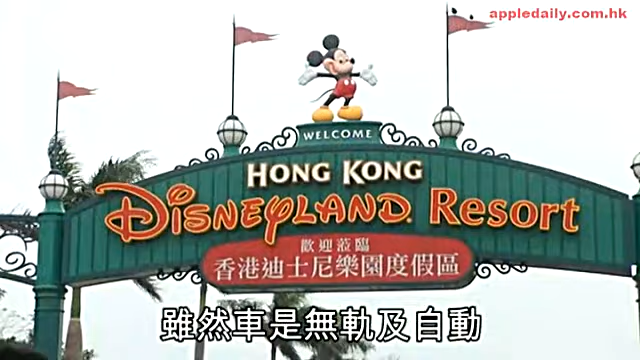 appledaily.com.hk
WELCOME
HONG KONG
DISNEYLAND Resort
歡迎蒞臨
香港迪士尼樂園度假區
雖然車是無軌及自動